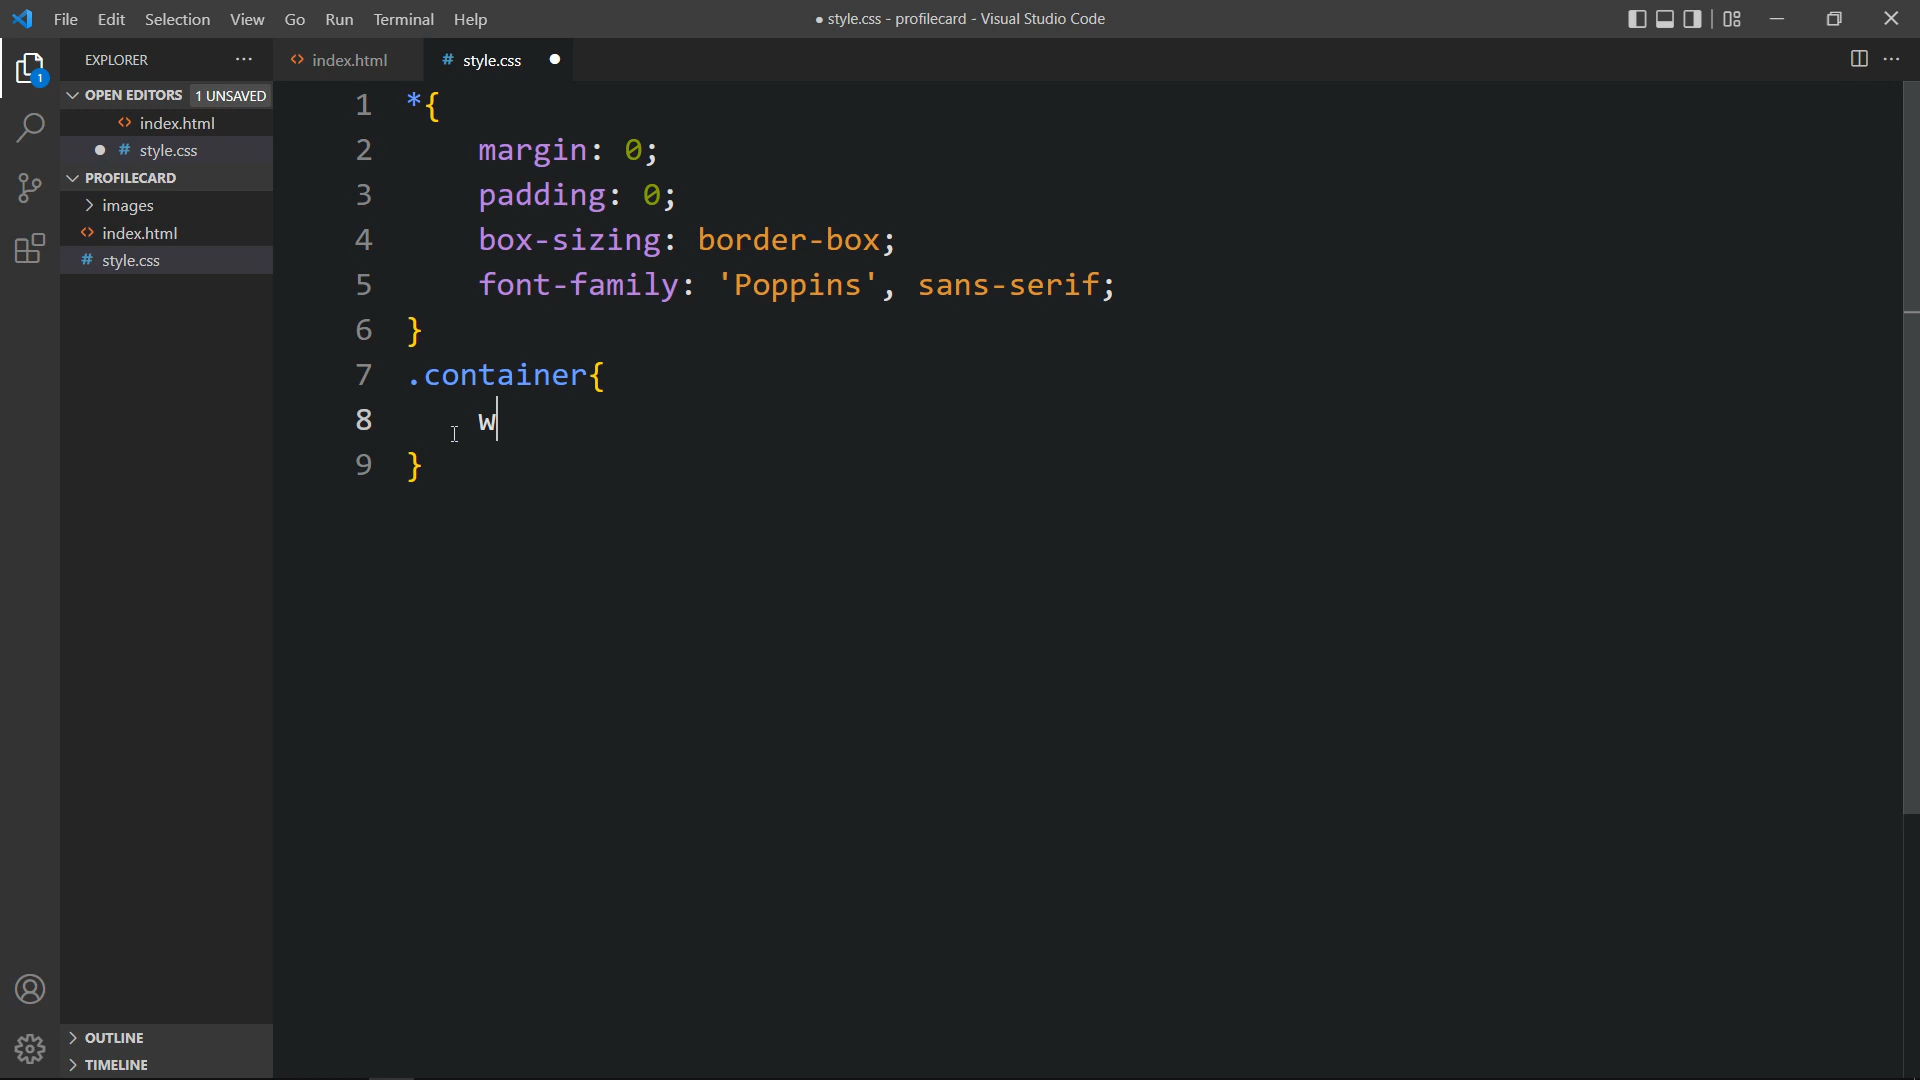 File Edit Selection View Go Run Terminal Help
● style.css - profilecard - Visual Studio Code
EXPLORER ···
<> index.html
# style.css ●
OPEN EDITORS 1 UNSAVED
<> index.html
● # style.css
PROFILECARD
> images
<> index.html
# style.css
OUTLINE
TIMELINE
1
1 *{
2 margin: 0;
3 padding: 0;
4 box-sizing: border-box;
5 font-family: 'Poppins', sans-serif;
6 }
7 .container{
8 w
9 }